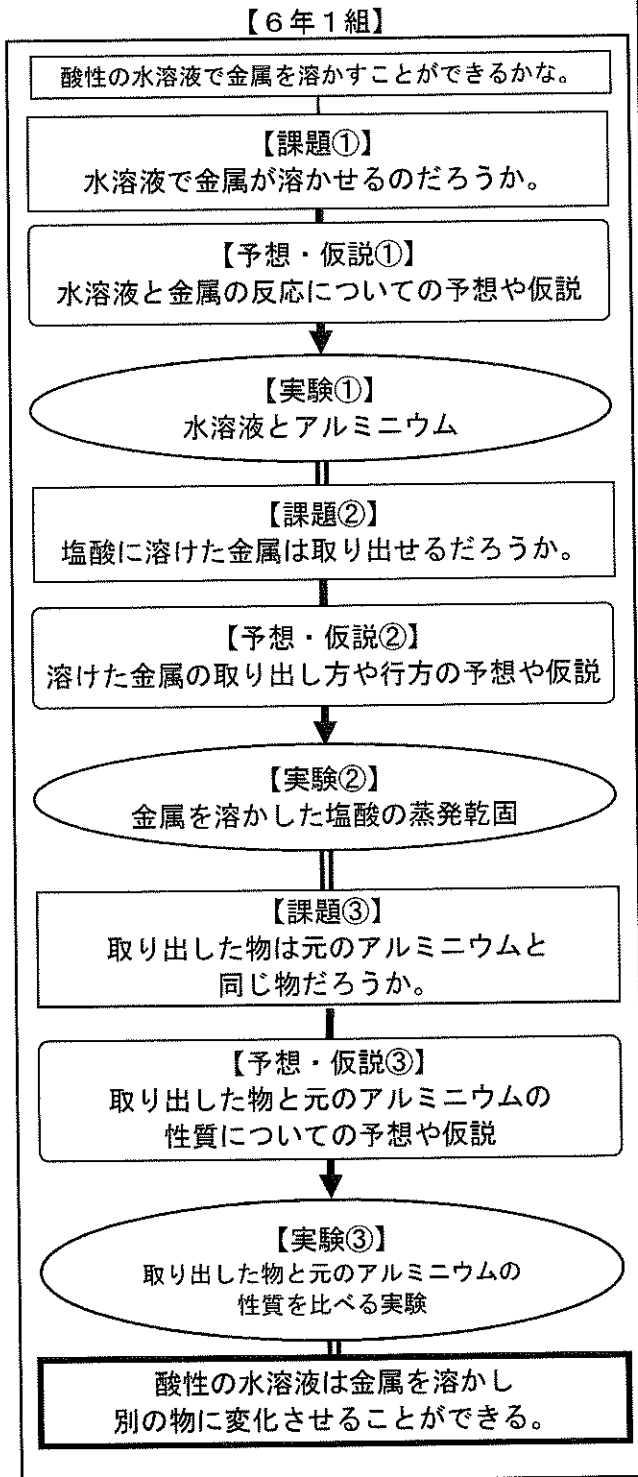 【６年１組】
酸性の水溶液で金属を溶かすことができるかな。
【課題①】
水溶液で金属が溶かせるのだろうか。
【予想・仮説①】
水溶液と金属の反応についての予想や仮説
【実験①】
水溶液とアルミニウム
【課題②】
塩酸に溶けた金属は取り出せるだろうか。
【予想・仮説②】
溶けた金属の取り出し方や行方の予想や仮説
【実験②】
金属を溶かした塩酸の蒸発乾固
【課題③】
取り出した物は元のアルミニウムと
同じ物だろうか。
【予想・仮説③】
取り出した物と元のアルミニウムの
性質についての予想や仮説
【実験③】
取り出した物と元のアルミニウムの
性質を比べる実験
酸性の水溶液は金属を溶かし
別の物に変化させることができる。